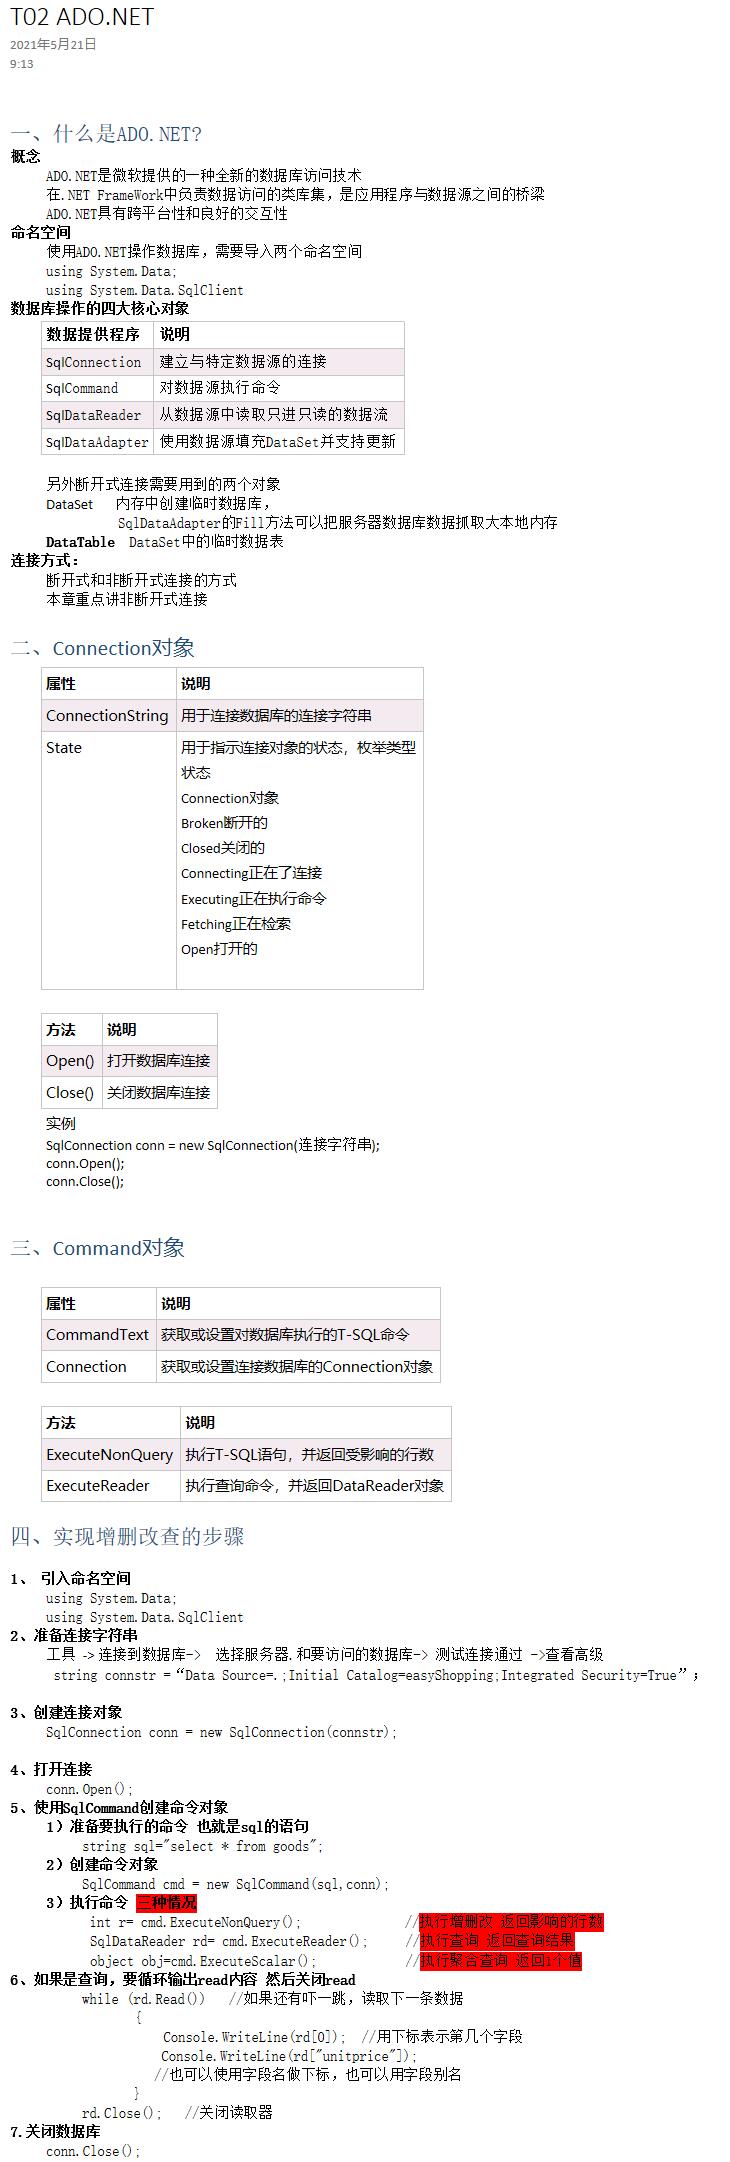 T02 ADO.NET
2021年5月21日
9:13
一、什么是ADO.NET?
概念
ADO.NET是微软提供的一种全新的数据库访问技术
在.NET FrameWork中负责数据访问的类库集，是应用程序与数据源之间的桥梁
ADO.NET具有跨平台性和良好的交互性
命名空间
使用ADO.NET操作数据库，需要导入两个命名空间
using System.Data;
using System.Data.SqlClient
数据库操作的四大核心对象
数据提供程序 说明
SqlConnection 建立与特定数据源的连接
SqlCommand 对数据源执行命令
SqlDataReader 从数据源中读取只进只读的数据流
SqlDataAdapter 使用数据源填充DataSet并支持更新
另外断开式连接需要用到的两个对象
DataSet 内存中创建临时数据库，
SqlDataAdapter的Fill方法可以把服务器数据库数据抓取大本地内存
DataTable DataSet中的临时数据表
连接方式：
断开式和非断开式连接的方式
本章重点讲非断开式连接
二、Connection对象
属性 说明
ConnectionString 用于连接数据库的连接字符串
State 用于指示连接对象的状态，枚举类型
状态
Connection对象
Broken断开的
Closed关闭的
Connecting正在了连接
Executing正在执行命令
Fetching正在检索
Open打开的
方法 说明
Open() 打开数据库连接
Close() 关闭数据库连接
实例
SqlConnection conn = new SqlConnection(连接字符串);
conn.Open();
conn.Close();
三、Command对象
属性 说明
CommandText 获取或设置对数据库执行的T-SQL命令
Connection 获取或设置连接数据库的Connection对象
方法 说明
ExecuteNonQuery 执行T-SQL语句，并返回受影响的行数
ExecuteReader 执行查询命令，并返回DataReader对象
四、实现增删改查的步骤
1、 引入命名空间
using System.Data;
using System.Data.SqlClient
2、准备连接字符串
工具 ->连接到数据库-> 选择服务器.和要访问的数据库-> 测试连接通过 ->查看高级
string connstr =“Data Source=.;Initial Catalog=easyShopping;Integrated Security=True”；
3、创建连接对象
SqlConnection conn = new SqlConnection(connstr);
4、打开连接
conn.Open();
5、使用SqlCommand创建命令对象
1）准备要执行的命令 也就是sql的语句
string sql="select * from goods";
2）创建命令对象
SqlCommand cmd = new SqlCommand(sql,conn);
3）执行命令 三种情况
int r= cmd.ExecuteNonQuery(); //执行增删改 返回影响的行数
SqlDataReader rd= cmd.ExecuteReader(); //执行查询 返回查询结果
object obj=cmd.ExecuteScalar(); //执行聚合查询 返回1个值
6、如果是查询，要循环输出read内容 然后关闭read
while (rd.Read()) //如果还有吓一跳，读取下一条数据
{
Console.WriteLine(rd[0]); //用下标表示第几个字段
Console.WriteLine(rd["unitprice"]);
//也可以使用字段名做下标，也可以用字段别名
}
rd.Close(); //关闭读取器
7.关闭数据库
conn.Close();